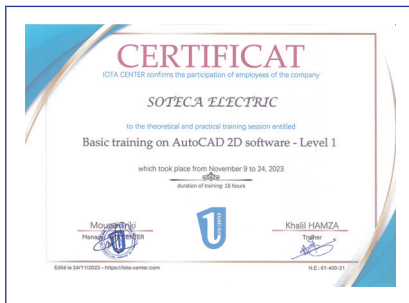 CERTIFICAT
IOTA CENTER confirms the participation of employees of the company
SOTECA ELECTRIC
to the theoretical and practical training session entitled
Basic training on AutoCAD 2D software - Level 1
which took place from November 9 to 24, 2023
duration of training: 18 hours
Khalil HAMZA
Manager
Trainer
Edité le 24/11/2023 - https://iota-center.com
N.E : 61-400-21